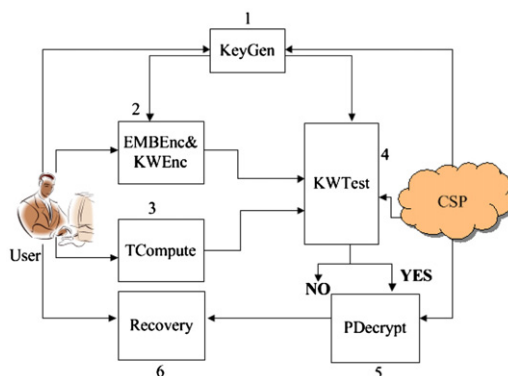 1
KeyGen
2
EMBEnc&
KWEnc
4
KWTest
3
TCompute
CSP
User
NO
YES
Recovery
PDecrypt
6
5